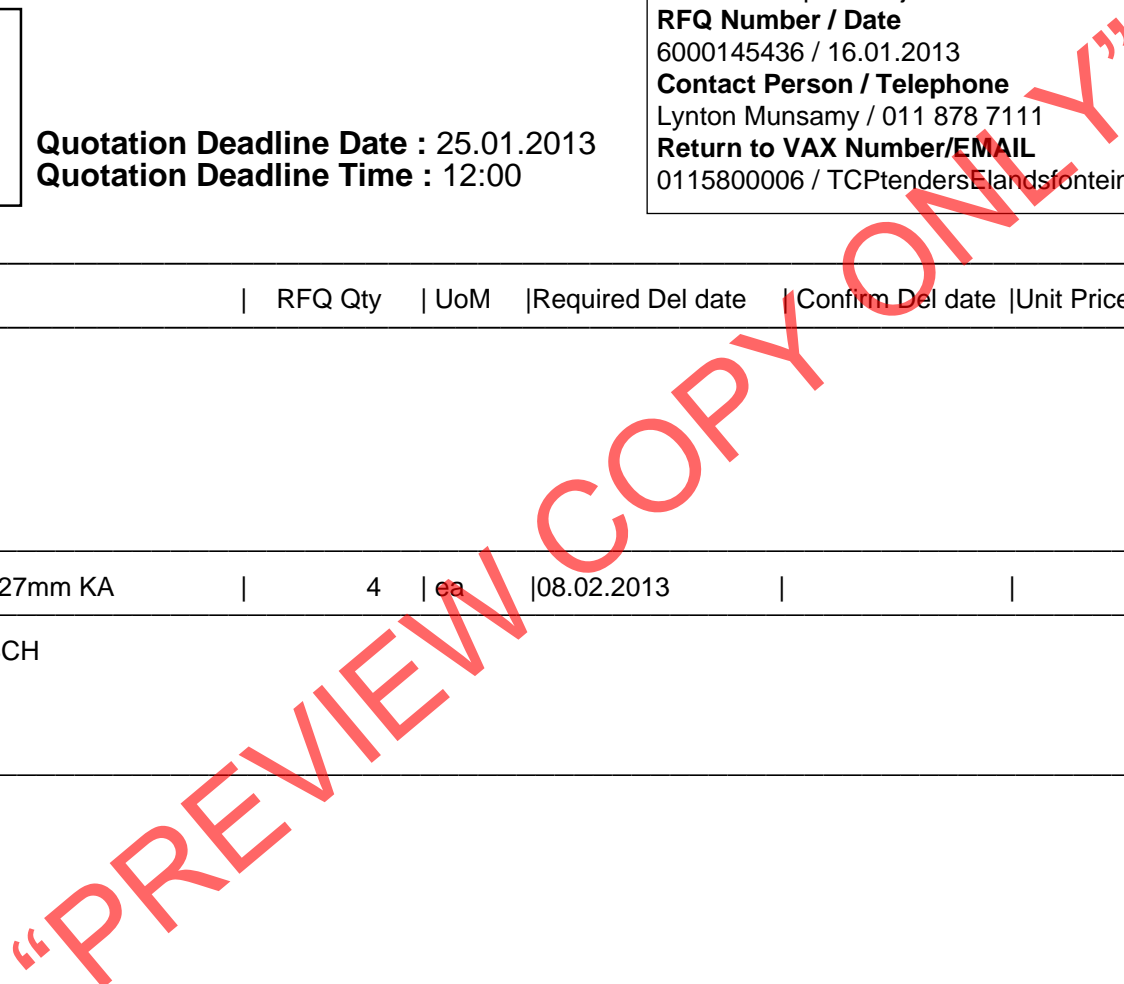 RFQ Number / Date
6000145436 / 16.01.2013
Contact Person / Telephone
Lynton Munsamy / 011 878 7111
Return to VAX Number/EMAIL
0115800006 / TCPtendersElandsfontein
Quotation Deadline Date : 25.01.2013
Quotation Deadline Time : 12:00
| RFQ Qty | UoM |Required Del date | Confirm Del date |Unit Price
27mm KA | 4 | ea |08.02.2013 | |
CH
“PREVIEW COPY ONLY”